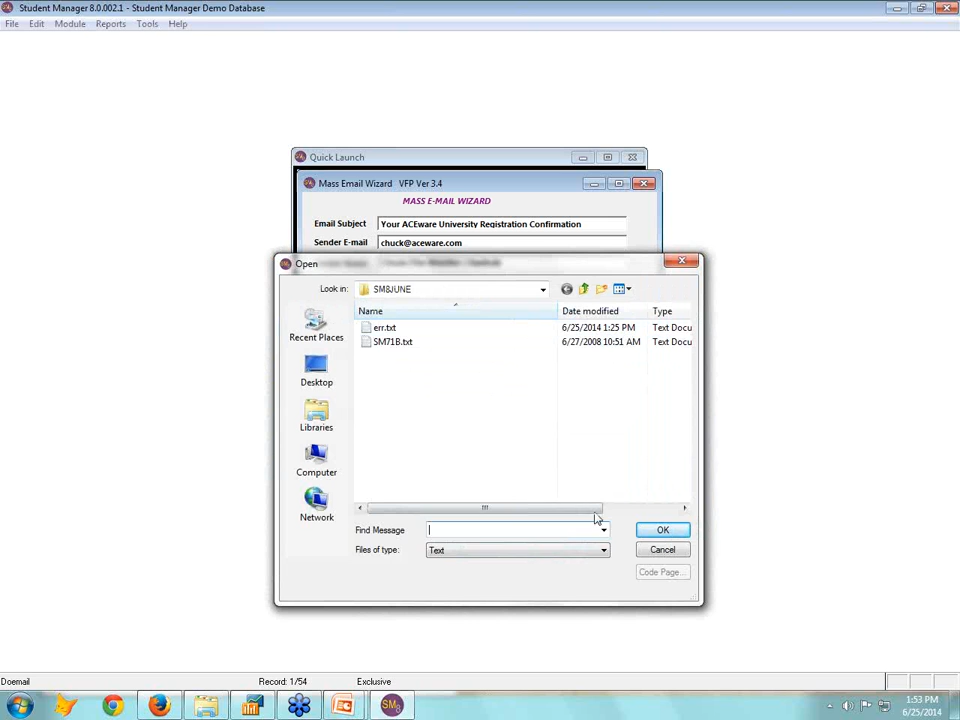 Student Manager 8.0.002.1 - Student Manager Demo Database
File Edit Module Reports Tools Help
Quick Launch
Mass Email Wizard VFP Ver 3.4
MASS E-MAIL WIZARD
Email Subject Your ACEware University Registration Confirmation
Sender E-mail chuck@aceware.com
Open
Look in: SM8JUNE
Name Date modified Type
err.txt 6/25/2014 1:25 PM Text Docu
SM71B.txt 6/27/2008 10:51 AM Text Docu
Recent Places
Desktop
Libraries
Computer
Network
Find Message OK
Files of type: Text Cancel
Code Page...
Doemail Record: 1/54 Exclusive
SM8
1:53 PM
6/25/2014